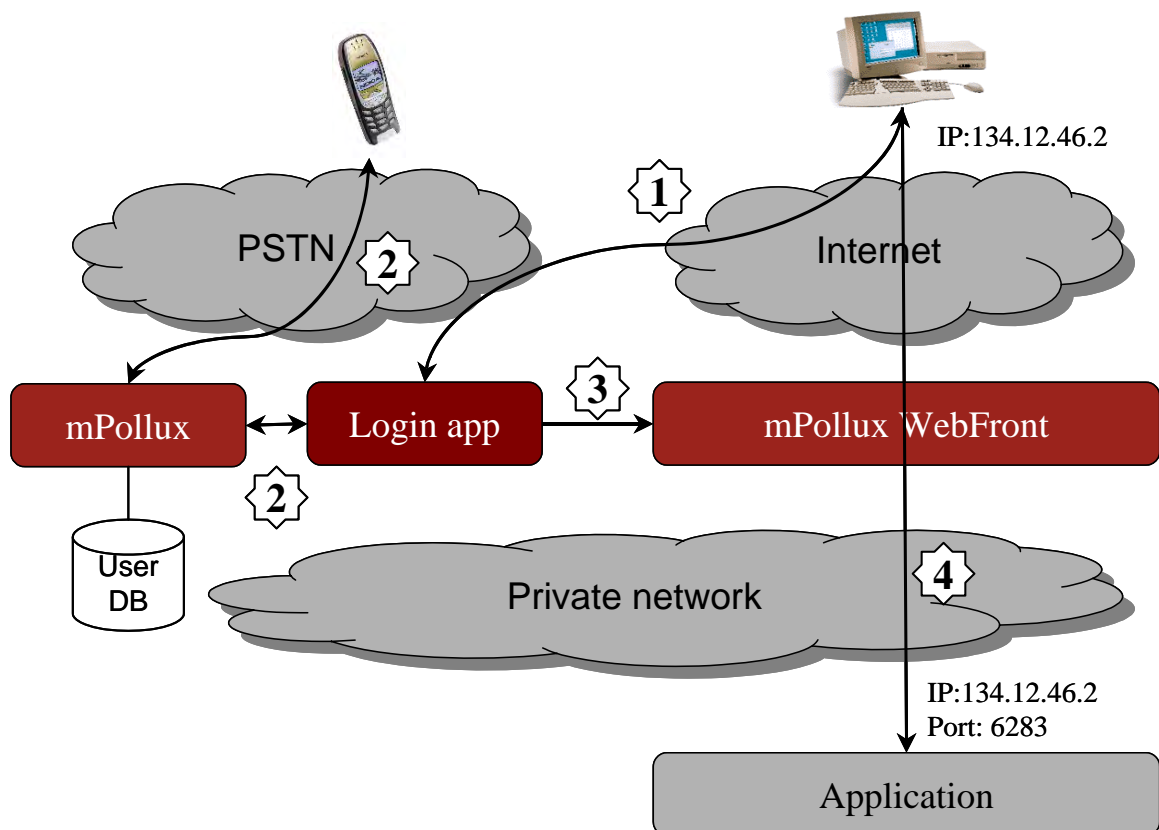 IP:134.12.46.2
1
PSTN
2
Internet
3
mPollux
Login app
mPollux WebFront
2
User
DB
Private network
4
IP:134.12.46.2
Port: 6283
Application